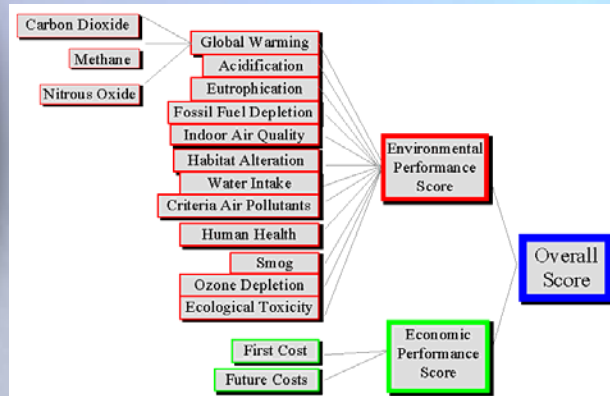 Carbon Dioxide
Methane
Nitrous Oxide
Global Warming
Acidification
Eutrophication
Fossil Fuel Depletion
Indoor Air Quality
Habitat Alteration
Water Intake
Criteria Air Pollutants
Human Health
Smog
Ozone Depletion
Ecological Toxicity
First Cost
Future Costs
Environmental
Performance
Score
Economic
Performance
Score
Overall
Score